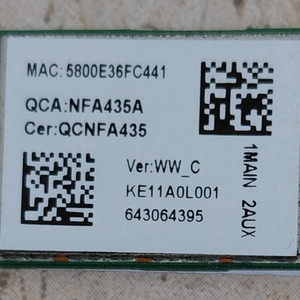 MAC:5800E36FC441
QCA:NFA435A
Cer:QCNFA435
Ver:WW_C
KE11A0L001
643064395
1MAIN 2AUX